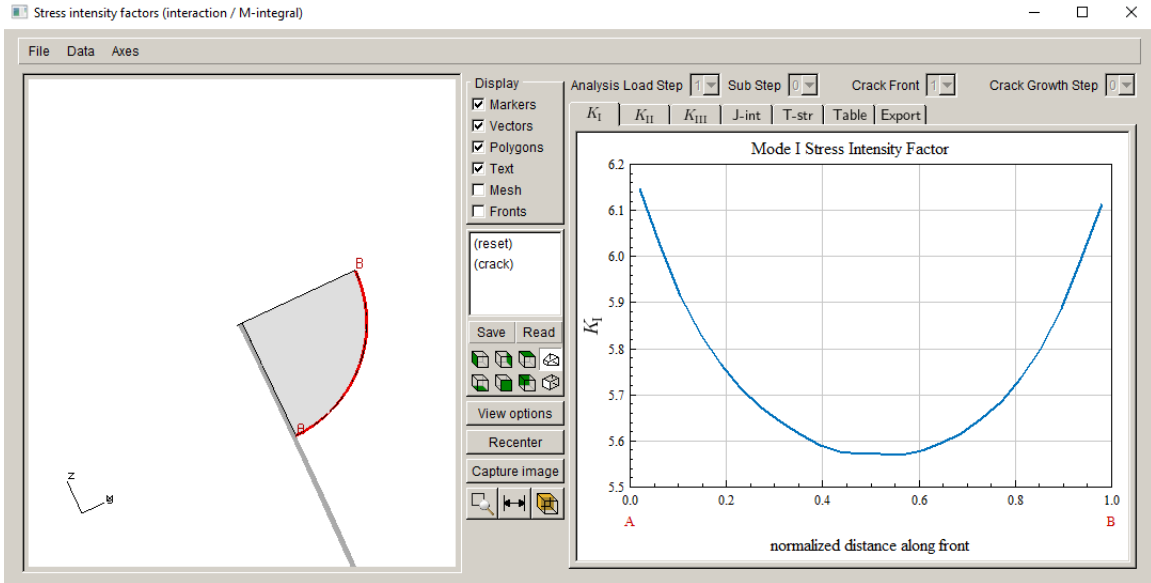 Stress intensity factors (interaction / M-integral)
File Data Axes
B
A
z
Display
Markers
Vectors
Polygons
Text
Mesh
Fronts
(reset)
(crack)
Save Read
View options
Recenter
Capture image
Analysis Load Step 1 Sub Step 0 Crack Front 1 Crack Growth Step 0
KI KII KIII J-int T-str Table Export
Mode I Stress Intensity Factor
6.2
6.1
6.0
5.9
5.8
5.7
5.6
5.5
KI
0.0 0.2 0.4 0.6 0.8 1.0
A B
normalized distance along front